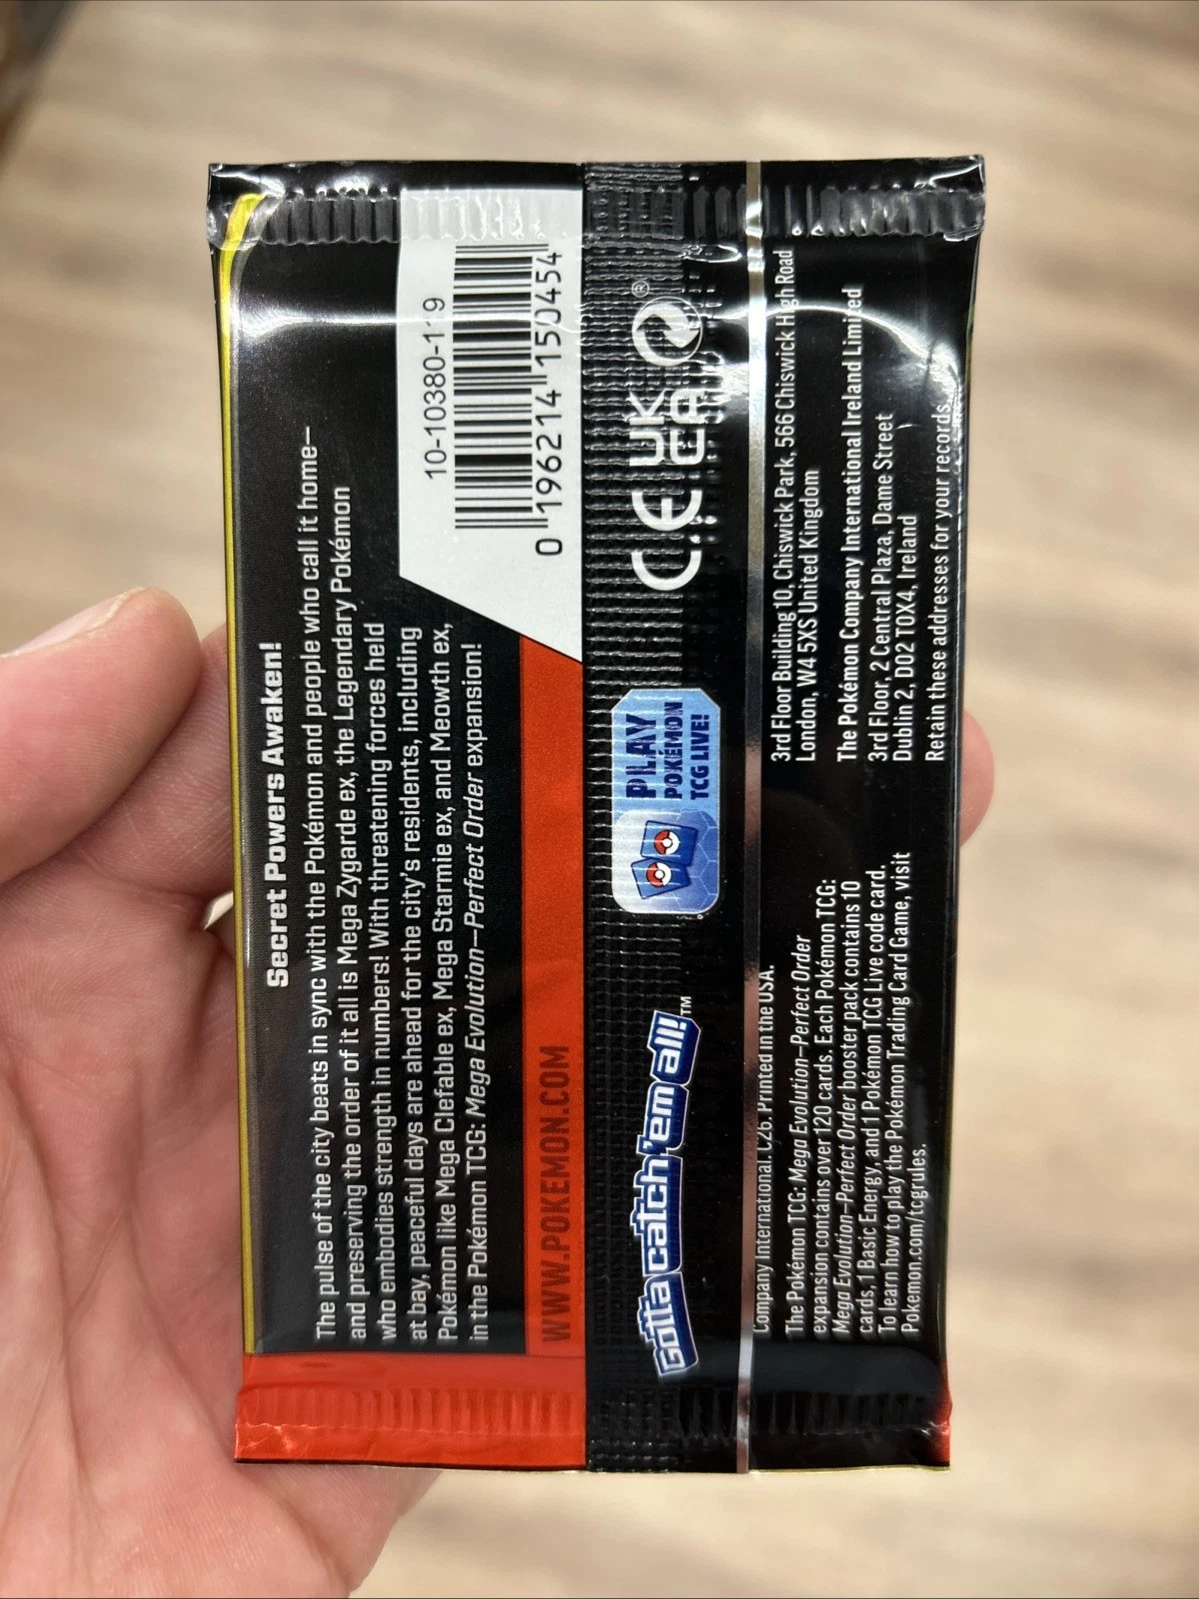 Secret Powers Awaken!
The pulse of the city beats in sync with the Pokémon and people who call it home—
and preserving the order of it all is Mega Zygarde ex, the Legendary Pokémon
who embodies strength in numbers! With threatening forces held
at bay, peaceful days are ahead for the city's residents, including
Pokémon like Mega Clefable ex, Mega Starmie ex, and Meowth ex,
in the Pokémon TCG: Mega Evolution—Perfect Order expansion!
10-10380-119
0 196214 150454
WWW.POKEMON.COM
Gotta catch 'em all!™
PLAY
POKÉMON
TCG LIVE!
CE UK
CA
®
Company International. C26. Printed in the USA.
The Pokémon TCG: Mega Evolution—Perfect Order
expansion contains over 120 cards. Each Pokémon TCG:
Mega Evolution—Perfect Order booster pack contains 10
cards, 1 Basic Energy, and 1 Pokémon TCG Live code card.
To learn how to play the Pokémon Trading Card Game, visit
Pokemon.com/tcgrules.
3rd Floor Building 10, Chiswick Park, 566 Chiswick High Road
London, W4 5XS United Kingdom
The Pokémon Company International Ireland Limited
3rd Floor, 2 Central Plaza, Dame Street
Dublin 2, D02 T0X4, Ireland
Retain these addresses for your records.